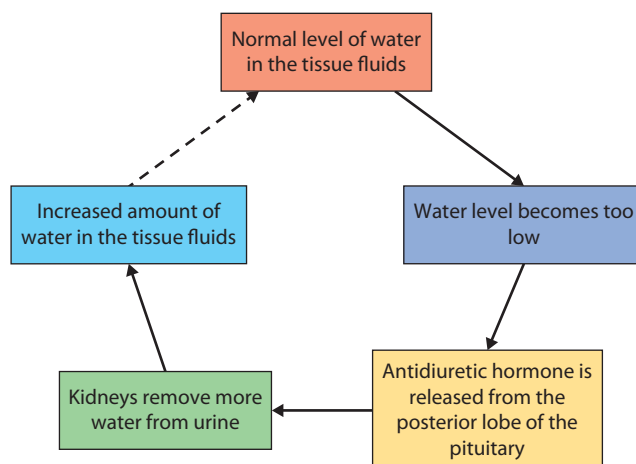 Normal level of water
in the tissue fluids
Water level becomes too
low
Antidiuretic hormone is
released from the
posterior lobe of the
pituitary
Kidneys remove more
water from urine
Increased amount of
water in the tissue fluids